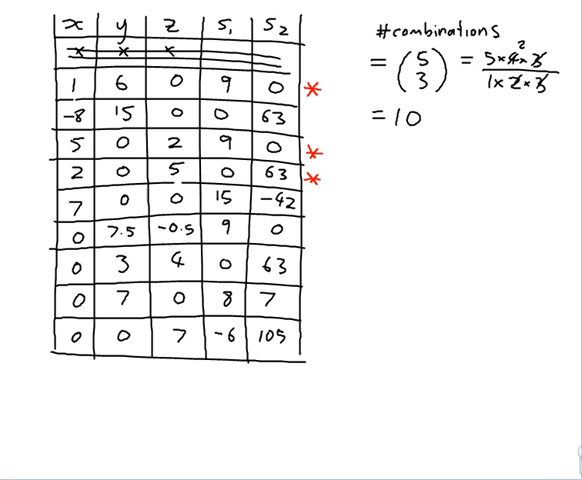 x y z s₁ s₂
x x x
1 6 0 9 0 *
-8 15 0 0 63
5 0 2 9 0 *
2 0 5 0 63 *
7 0 0 15 -42
0 7.5 -0.5 9 0
0 3 4 0 63
0 7 0 8 7
0 0 7 -6 105
#combinations
= (5 3) = 5×4²×3 / 1×2×3
= 10